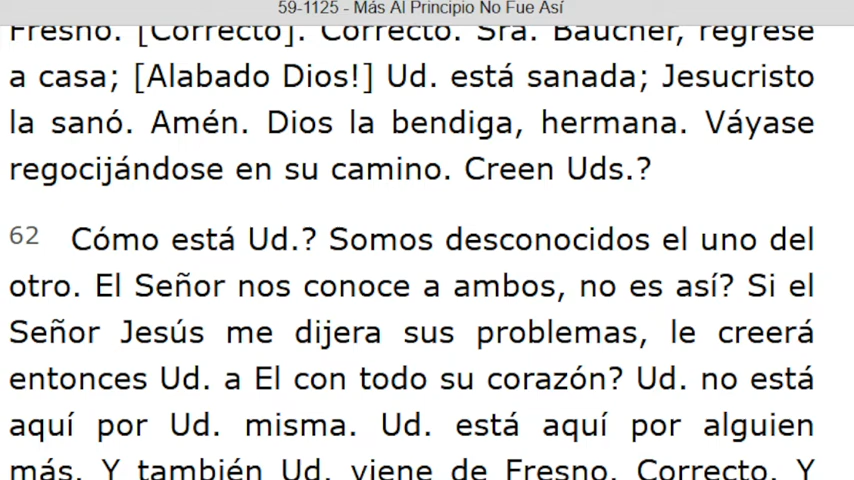 59-1125 - Más Al Principio No Fue Así
Fresno. [Correcto]. Correcto. Sra. Baucher, regrese
a casa; [Alabado Dios!] Ud. está sanada; Jesucristo
la sanó. Amén. Dios la bendiga, hermana. Váyase
regocijándose en su camino. Creen Uds.?
62 Cómo está Ud.? Somos desconocidos el uno del
otro. El Señor nos conoce a ambos, no es así? Si el
Señor Jesús me dijera sus problemas, le creerá
entonces Ud. a El con todo su corazón? Ud. no está
aquí por Ud. misma. Ud. está aquí por alguien
más. Y también Ud. viene de Fresno. Correcto. Y